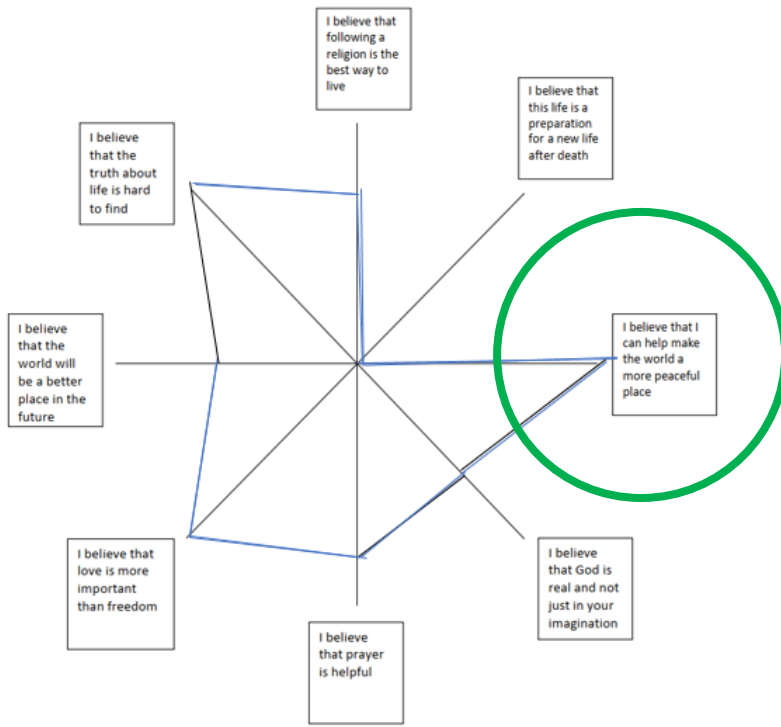 I believe that
following a
religion is the
best way to
live
I believe that
this life is a
preparation
for a new life
after death
I believe
that the
truth about
life is hard
to find
I believe that I
can help make
the world a
more peaceful
place
I believe
that the
world will
be a better
place in the
future
I believe that
love is more
important
than freedom
I believe
that God is
real and not
just in your
imagination
I believe
that prayer
is helpful